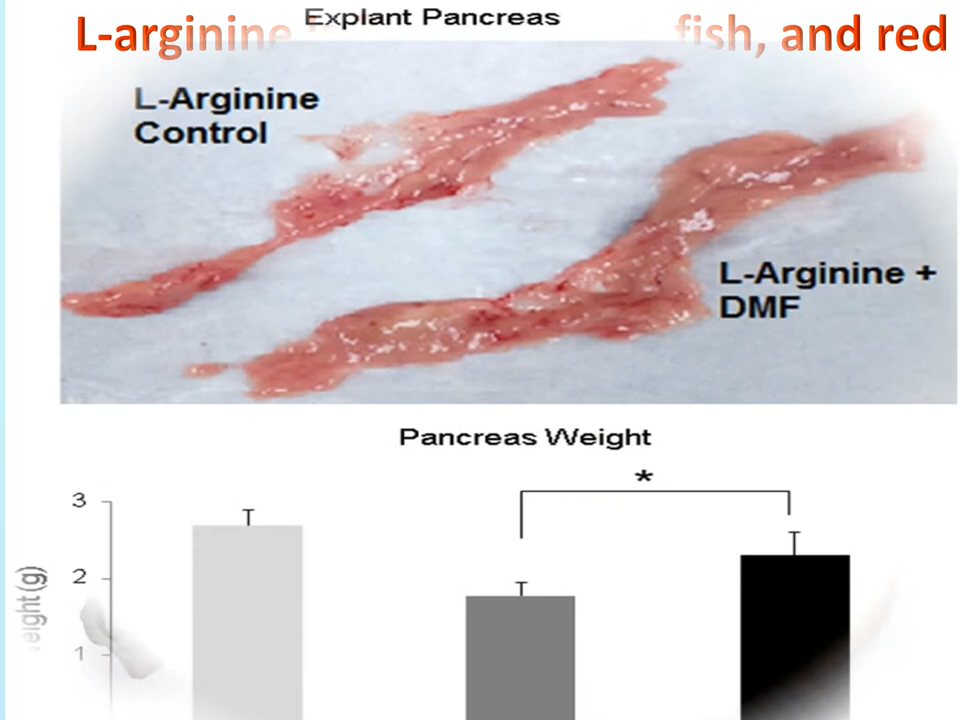 Explant Pancreas
L-arginine fish, and red
L-Arginine
Control
L-Arginine +
DMF
Pancreas Weight
*
3
2
1
(g)